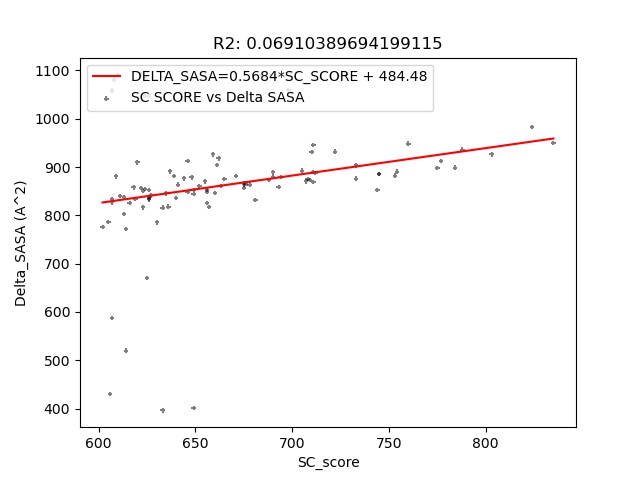 R2: 0.06910389694199115
DELTA_SASA=0.5684*SC_SCORE + 484.48
SC SCORE vs Delta SASA
1100
1000
900
800
700
600
500
400
Delta_SASA (A^2)
600 650 700 750 800
SC_score